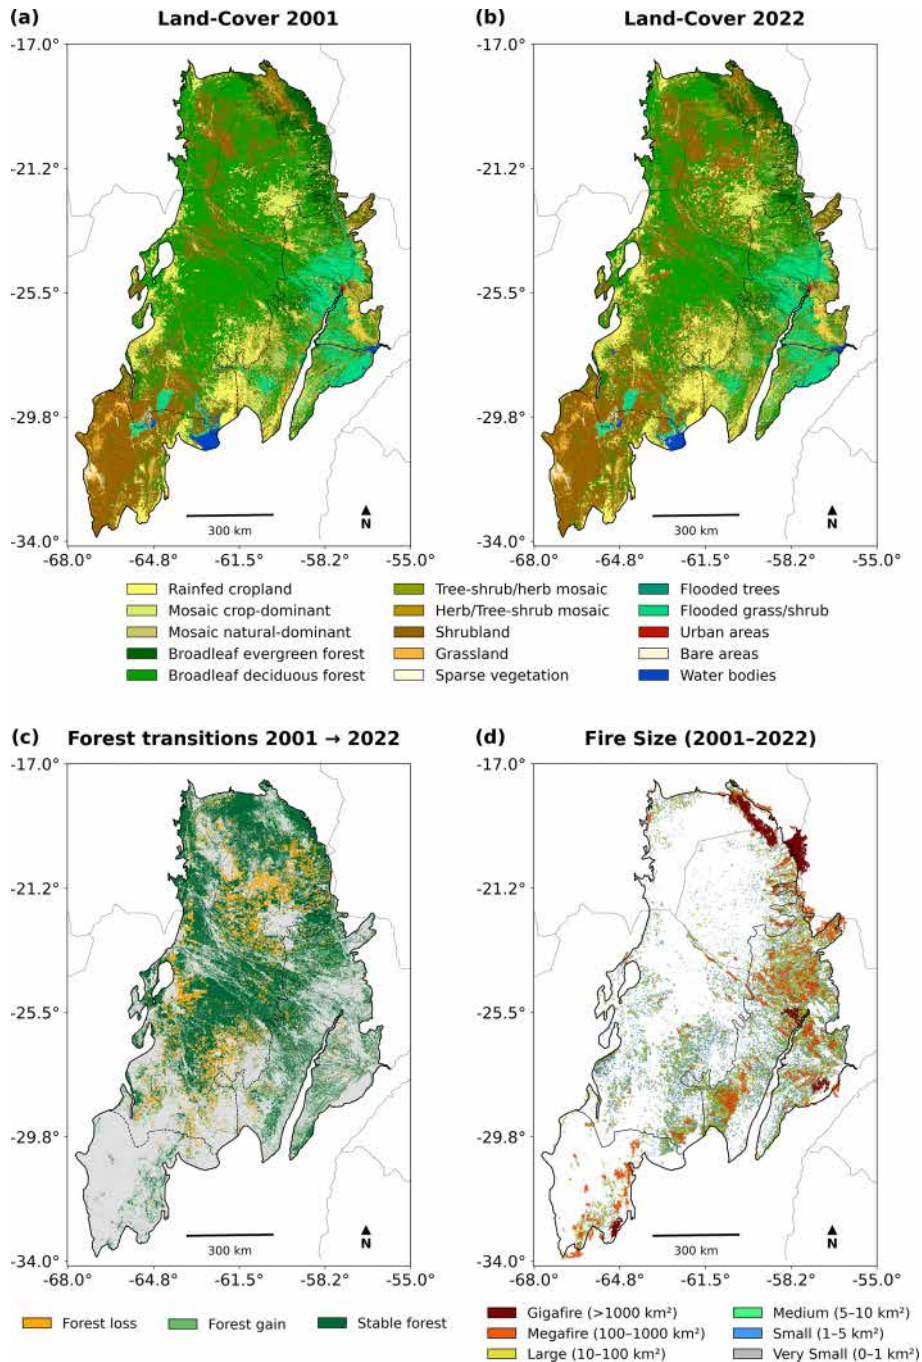 (a) Land-Cover 2001
(b) Land-Cover 2022
-17.0°
-21.2°
-25.5°
-29.8°
-34.0°
-68.0° -64.8° -61.5° -58.2° -55.0°
300 km
N
-17.0°
-21.2°
-25.5°
-29.8°
-34.0°
-68.0° -64.8° -61.5° -58.2° -55.0°
300 km
N
Rainfed cropland
Mosaic crop-dominant
Mosaic natural-dominant
Broadleaf evergreen forest
Broadleaf deciduous forest
Tree-shrub/herb mosaic
Herb/Tree-shrub mosaic
Shrubland
Grassland
Sparse vegetation
Flooded trees
Flooded grass/shrub
Urban areas
Bare areas
Water bodies
(c) Forest transitions 2001 → 2022
(d) Fire Size (2001–2022)
-17.0°
-21.2°
-25.5°
-29.8°
-34.0°
-68.0° -64.8° -61.5° -58.2° -55.0°
300 km
N
-17.0°
-21.2°
-25.5°
-29.8°
-34.0°
-68.0° -64.8° -61.5° -58.2° -55.0°
300 km
N
Forest loss Forest gain Stable forest
Gigafire (>1000 km²)
Megafire (100–1000 km²)
Large (10–100 km²)
Medium (5–10 km²)
Small (1–5 km²)
Very Small (0–1 km²)